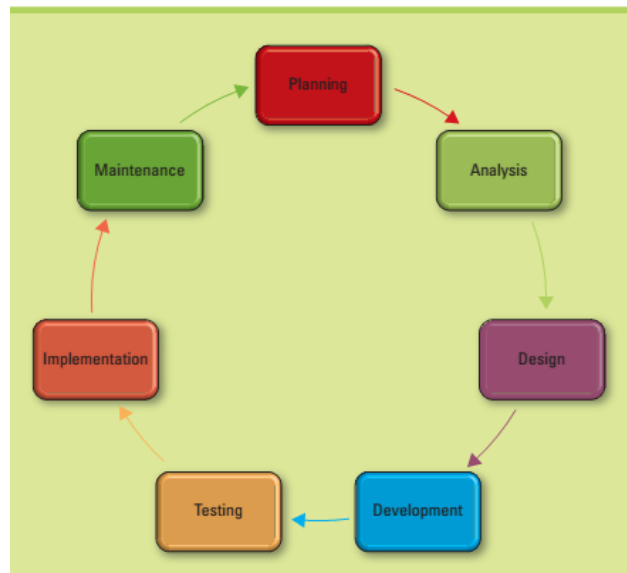 Planning
Analysis
Design
Development
Testing
Implementation
Maintenance